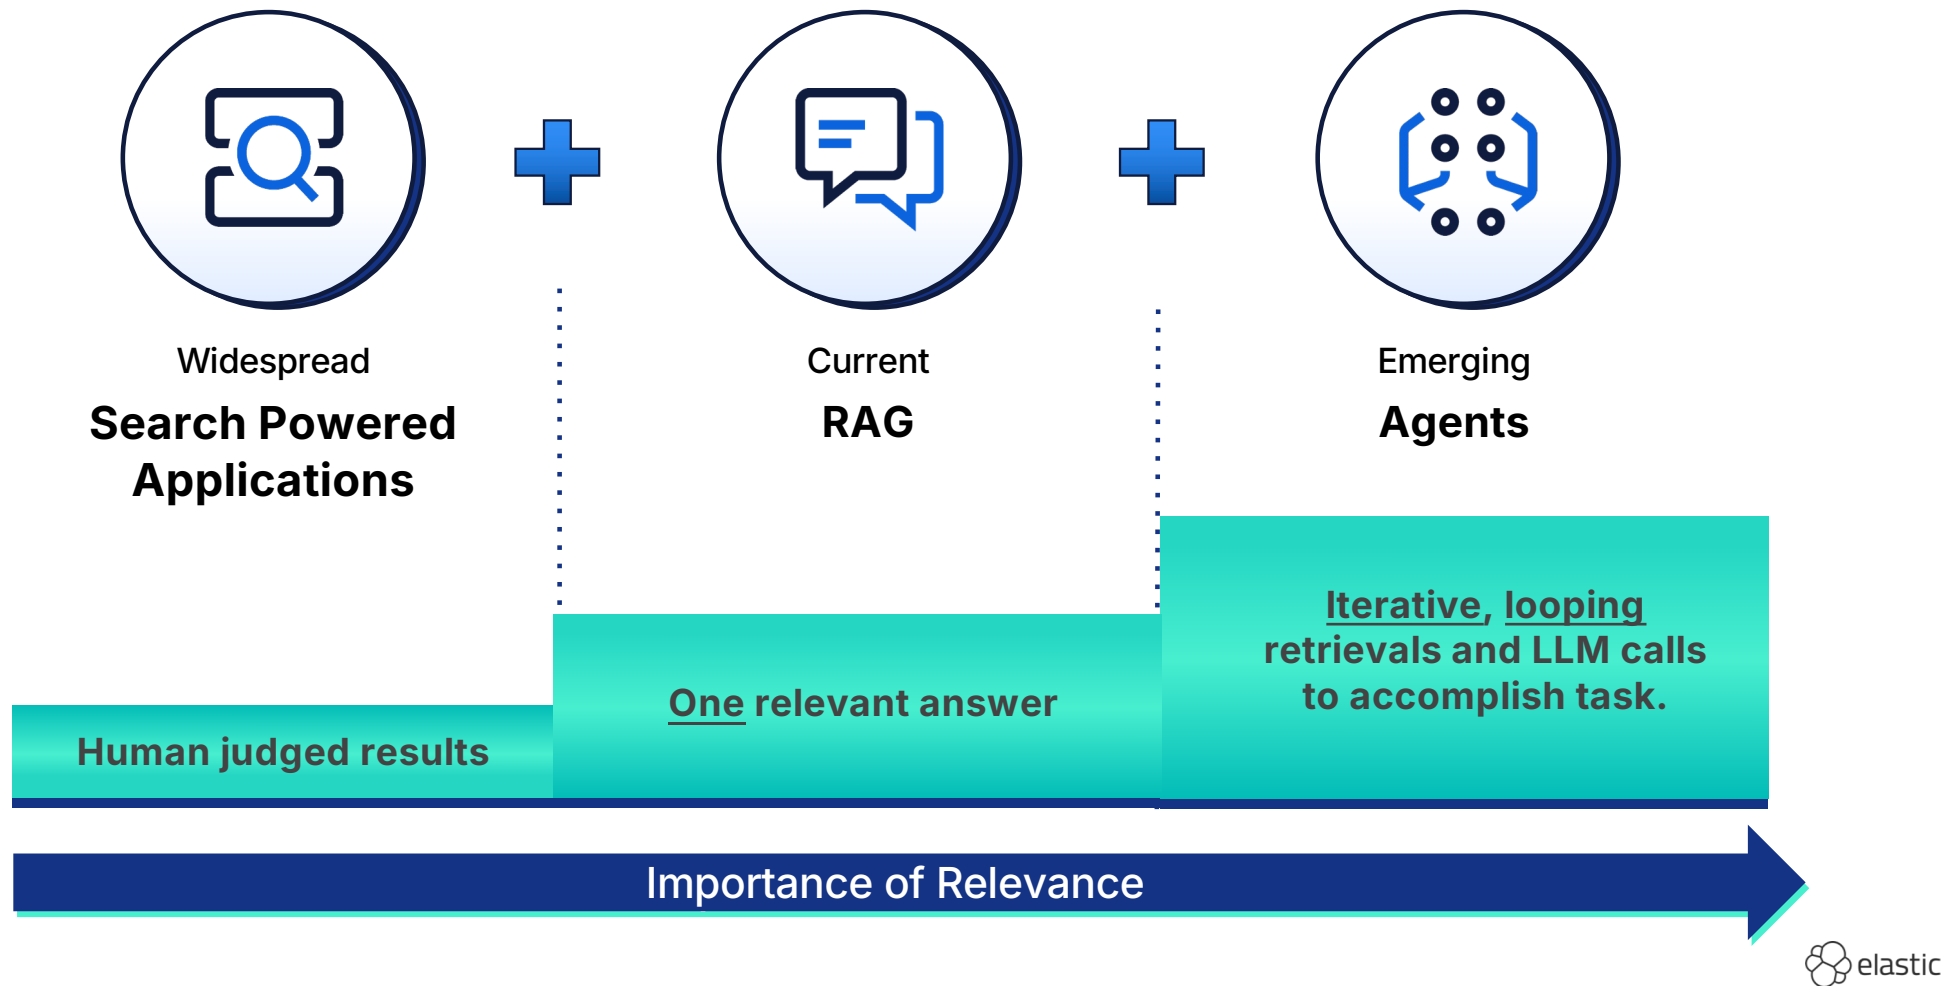 Widespread
Search Powered
Applications
Current
RAG
Emerging
Agents
Human judged results
One relevant answer
Iterative, looping
retrievals and LLM calls
to accomplish task.
Importance of Relevance
elastic